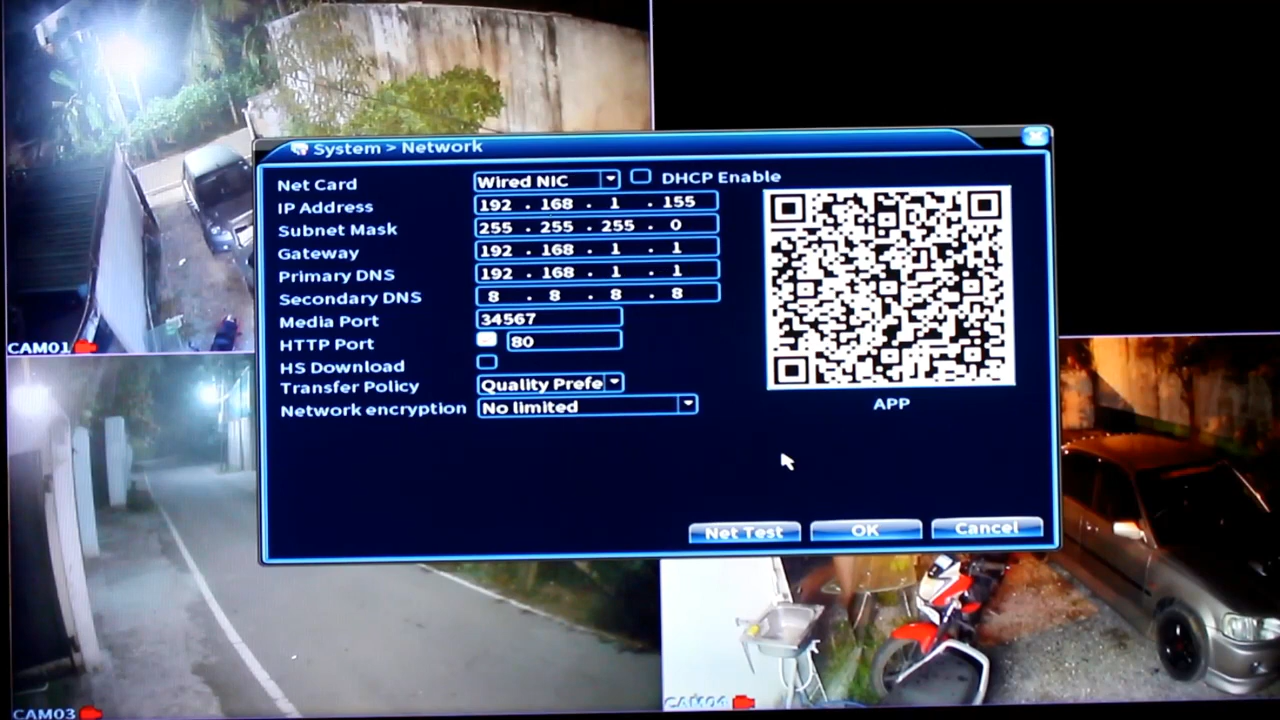 System > Network
Net Card Wired NIC DHCP Enable
IP Address 192 . 168 . 1 . 155
Subnet Mask 255 . 255 . 255 . 0
Gateway 192 . 168 . 1 . 1
Primary DNS 192 . 168 . 1 . 1
Secondary DNS 8 . 8 . 8 . 8
Media Port 34567
HTTP Port 80
HS Download
Transfer Policy Quality Prefe
Network encryption No limited
APP
Net Test OK Cancel
CAM01
CAM03
CAM04